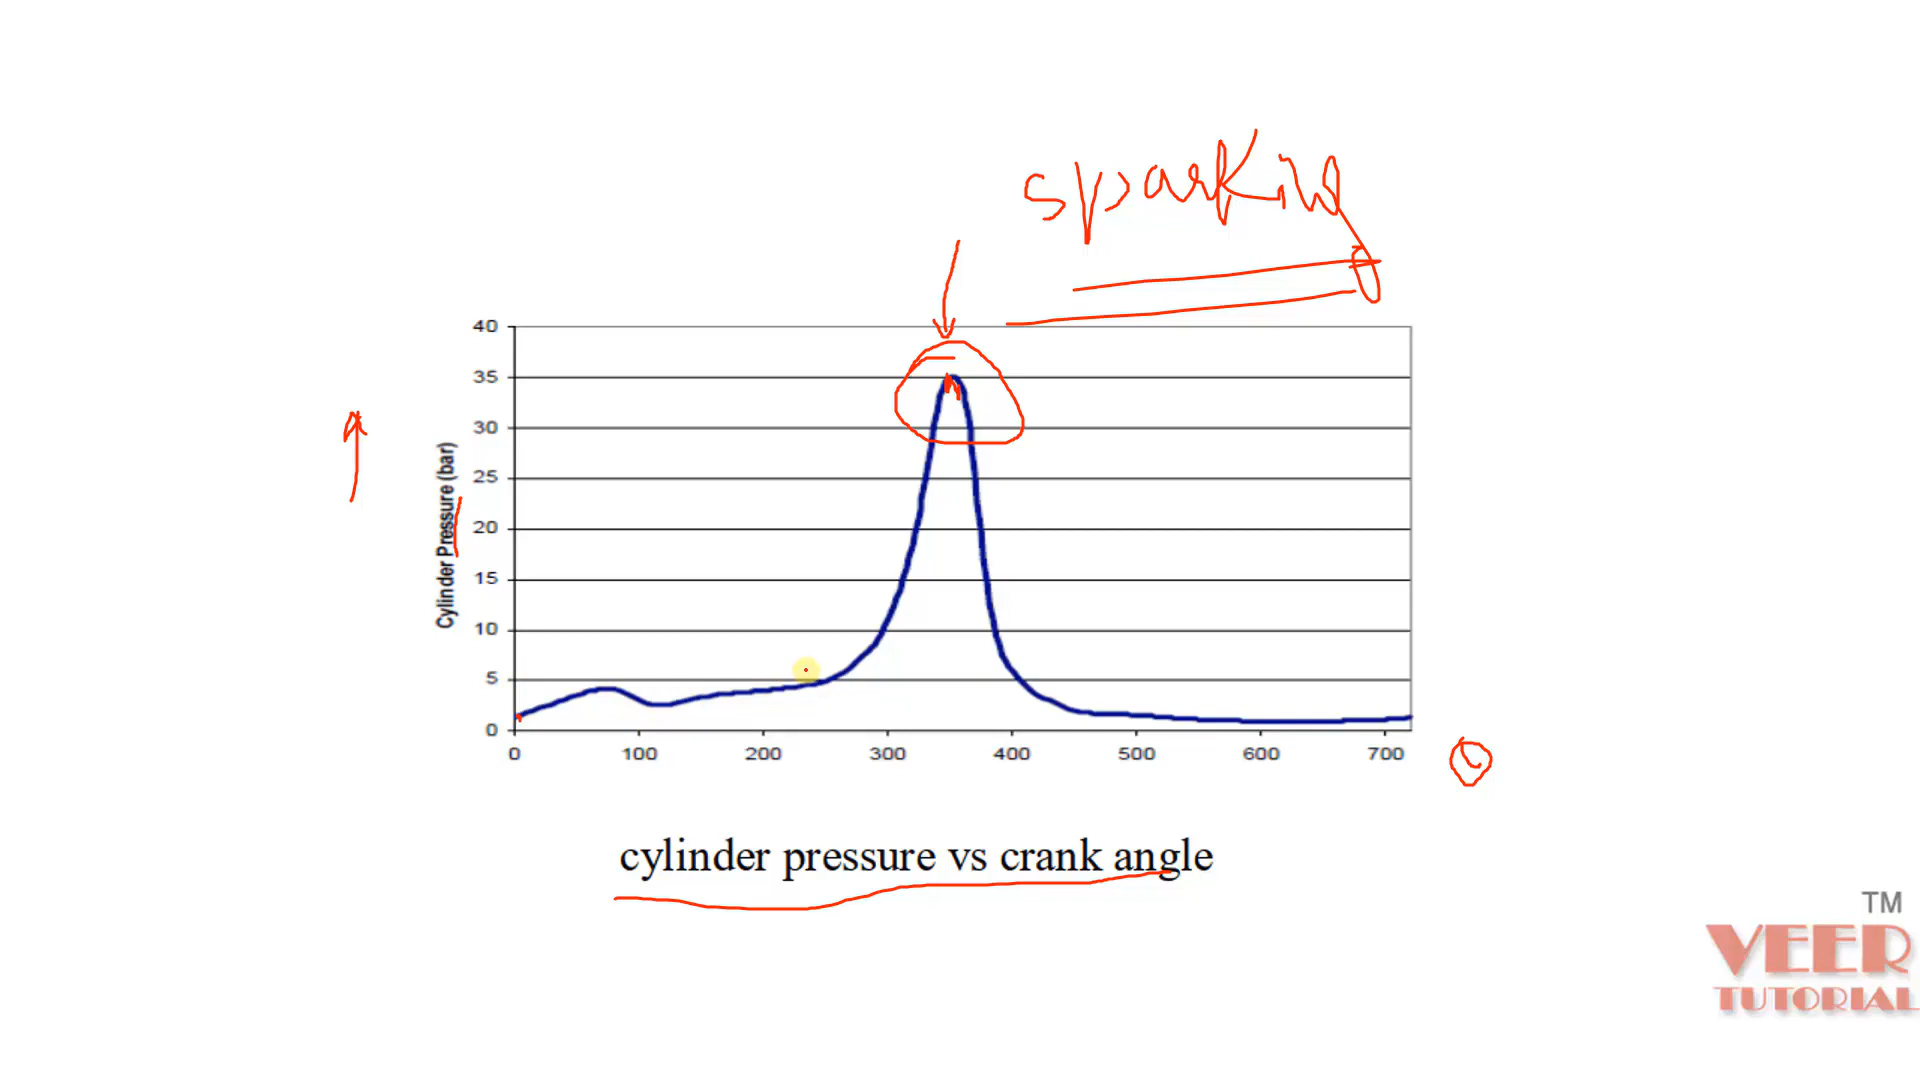 sparking
40
35
30
25
20
15
10
5
0
Cylinder Pressure (bar)
0 100 200 300 400 500 600 700
cylinder pressure vs crank angle
TM
VEER
TUTORIAL